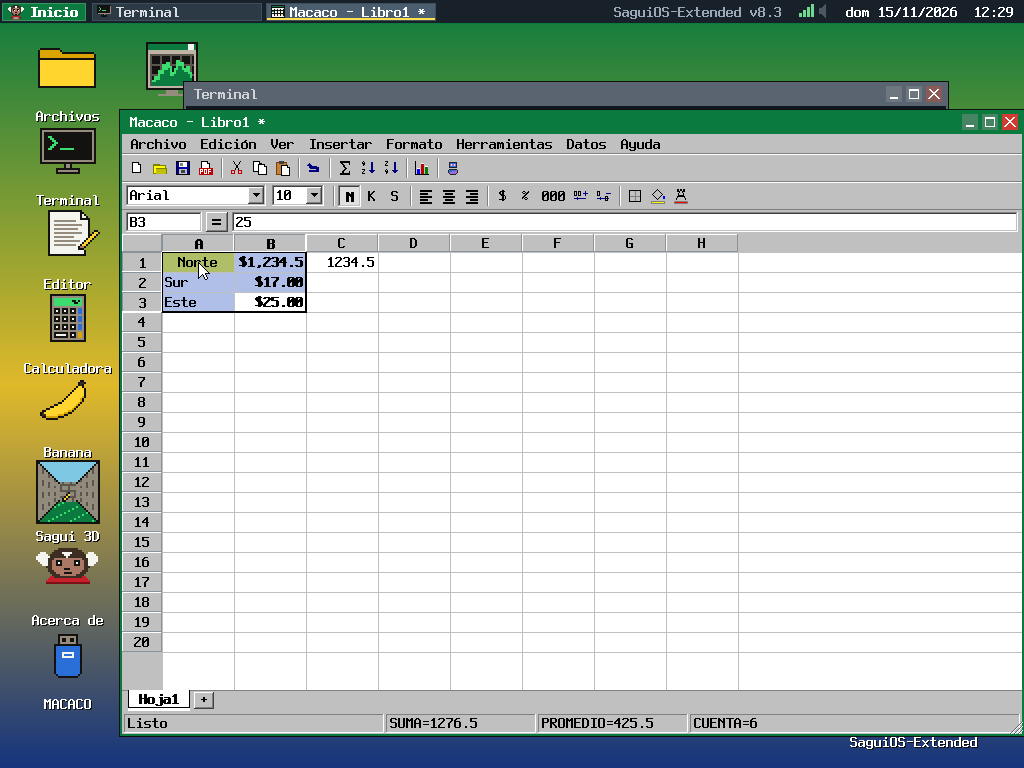 Inicio Terminal Macaco - Libro1 * SaguiOS-Extended v8.3 dom 15/11/2026 12:29
Archivos
Terminal
Editor
Calculadora
Banana
Sagui 3D
Acerca de
MACACO
Terminal
Macaco - Libro1 *
Archivo Edición Ver Insertar Formato Herramientas Datos Ayuda
PDF Σ
Arial 10 N K S $ % 000
B3 = 25
A B C D E F G H
1 Norte $1,234.5 1234.5
2 Sur $17.00
3 Este $25.00
4
5
6
7
8
9
10
11
12
13
14
15
16
17
18
19
20
Hoja1 +
Listo SUMA=1276.5 PROMEDIO=425.5 CUENTA=6
SaguiOS-Extended